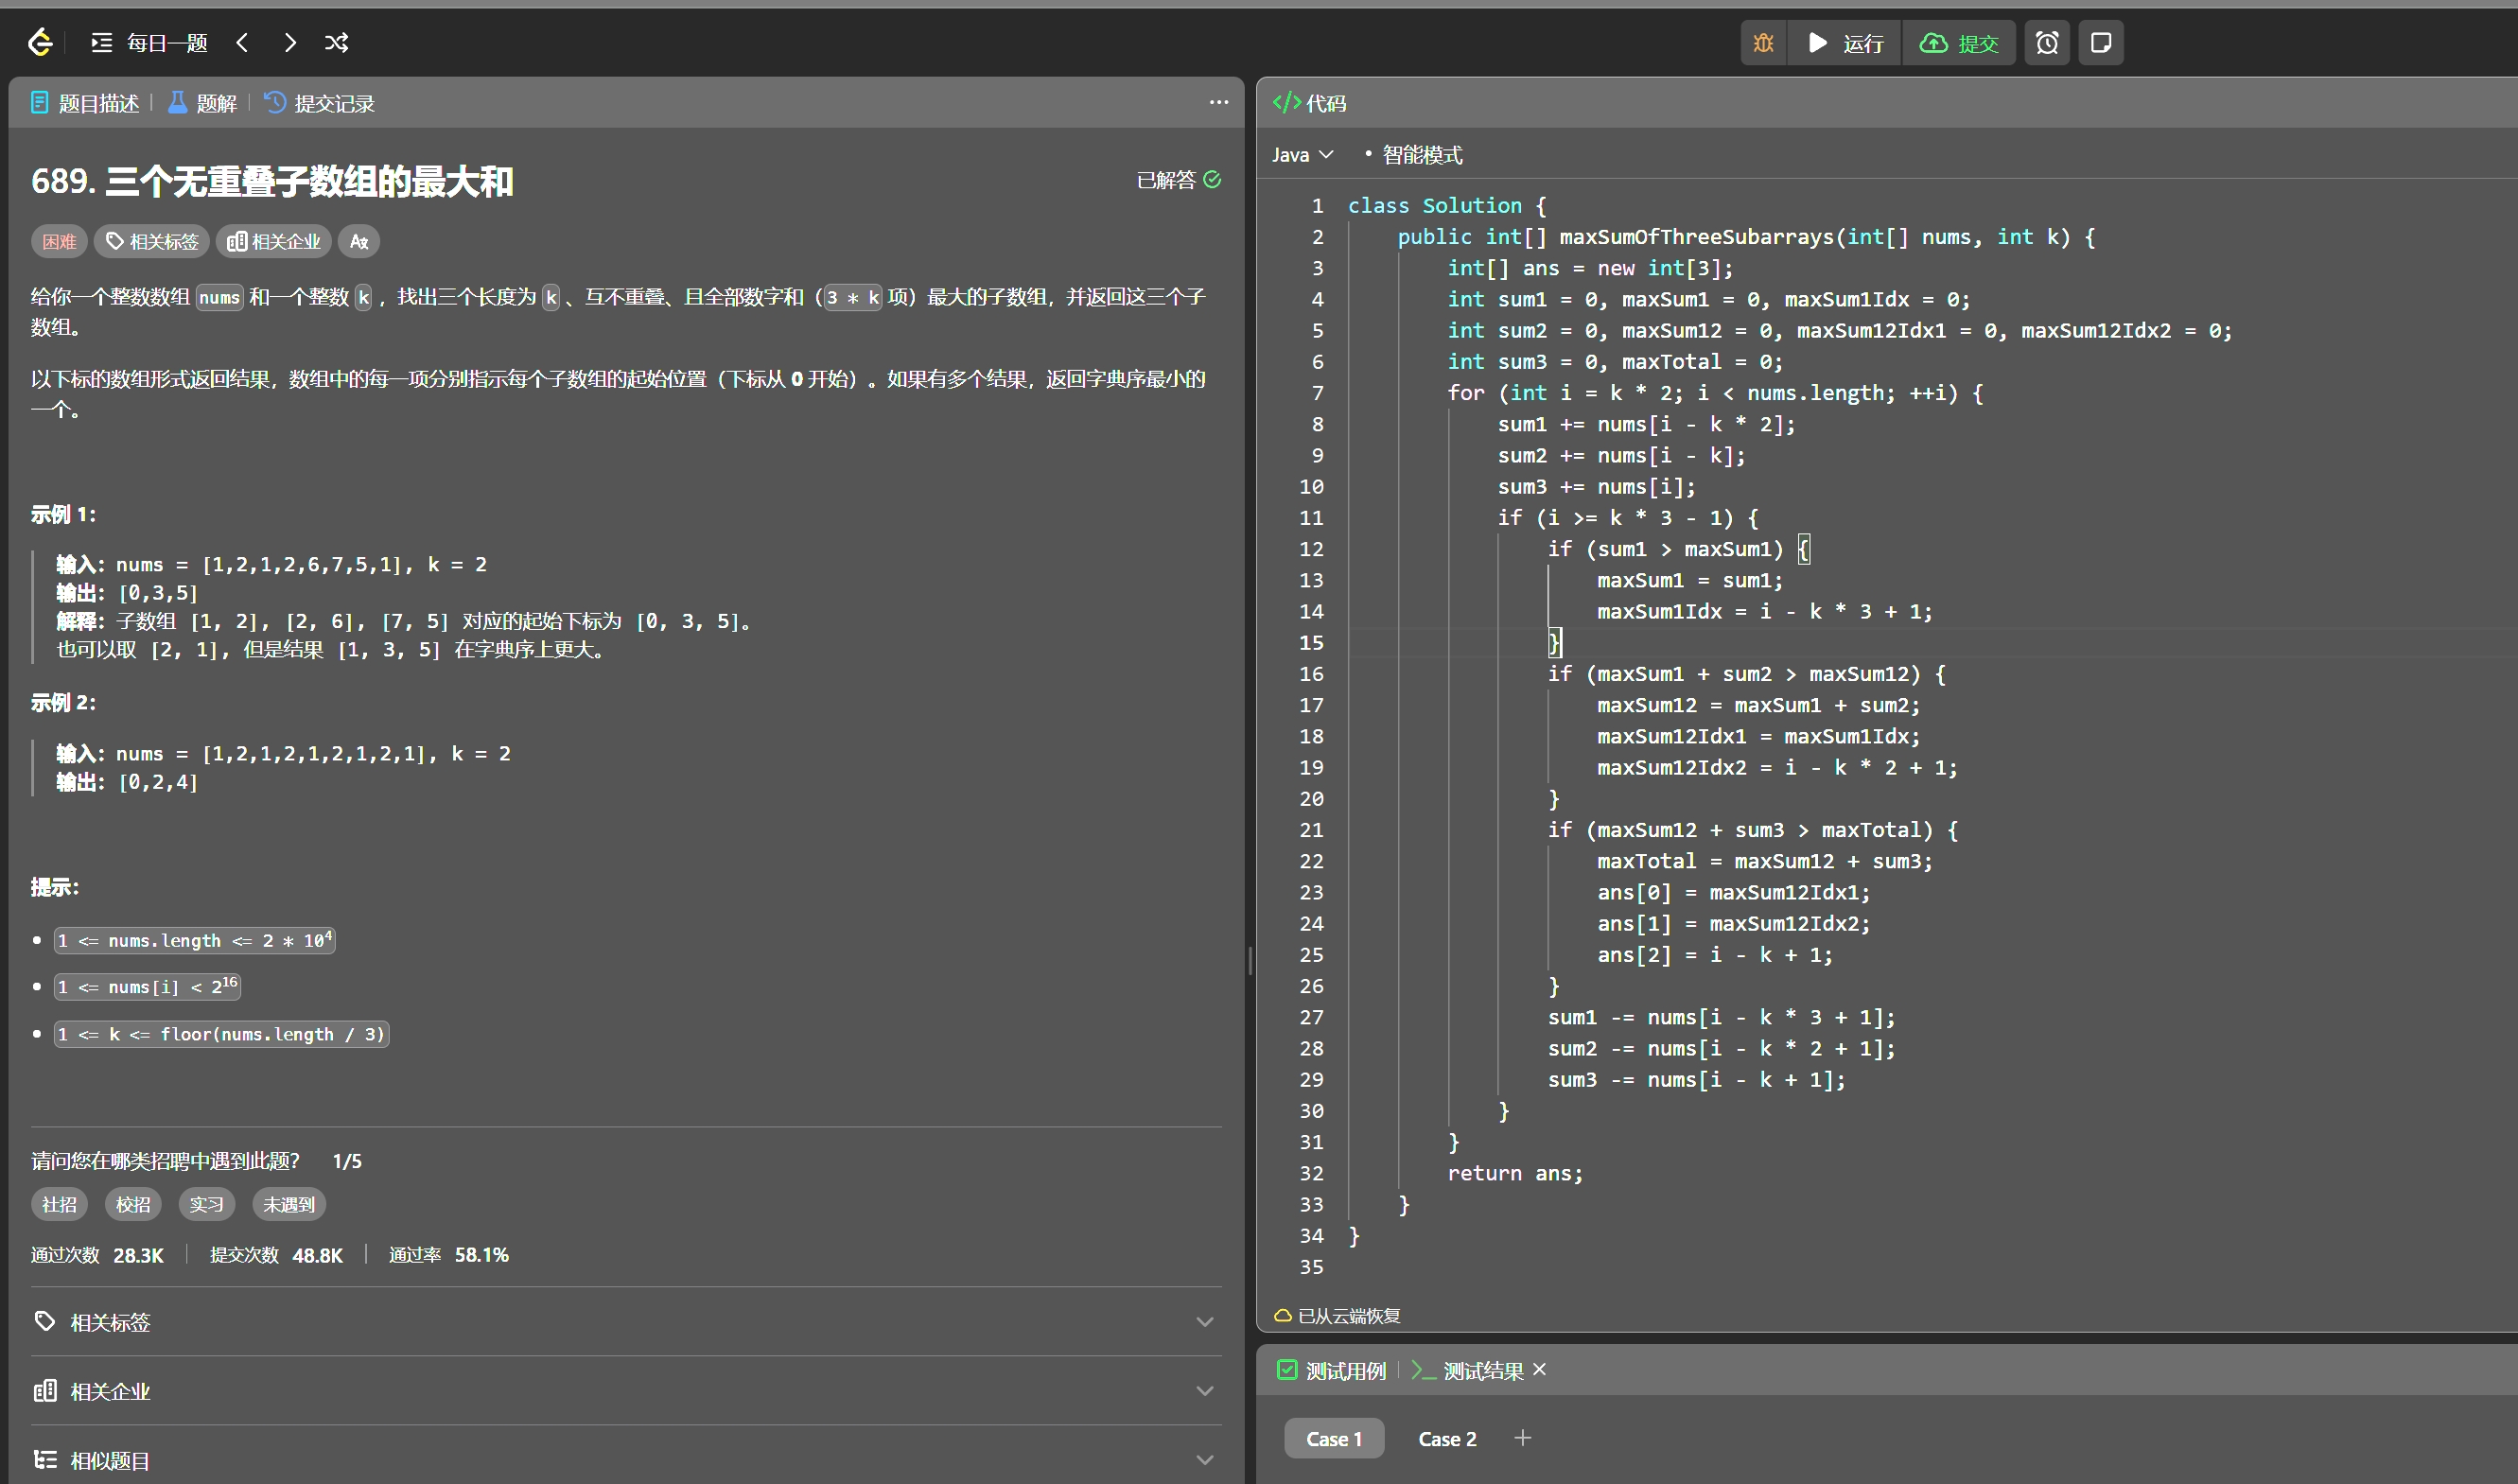 每日一题
运行
提交
题目描述
题解
提交记录
689. 三个无重叠子数组的最大和
已解答
困难
相关标签
相关企业
给你一个整数数组 nums 和一个整数 k ，找出三个长度为 k 、互不重叠、且全部数字和（3 * k 项）最大的子数组，并返回这三个子
数组。
以下标的数组形式返回结果，数组中的每一项分别指示每个子数组的起始位置（下标从 0 开始）。如果有多个结果，返回字典序最小的
一个。
示例 1：
输入：nums = [1,2,1,2,6,7,5,1], k = 2
输出：[0,3,5]
解释：子数组 [1, 2], [2, 6], [7, 5] 对应的起始下标为 [0, 3, 5]。
也可以取 [2, 1], 但是结果 [1, 3, 5] 在字典序上更大。
示例 2：
输入：nums = [1,2,1,2,1,2,1,2,1], k = 2
输出：[0,2,4]
提示：
1 <= nums.length <= 2 * 10⁴
1 <= nums[i] < 2¹⁶
1 <= k <= floor(nums.length / 3)
请问您在哪类招聘中遇到此题？ 1/5
社招 校招 实习 未遇到
通过次数 28.3K 提交次数 48.8K 通过率 58.1%
相关标签
相关企业
相似题目
</> 代码
Java • 智能模式
1 class Solution {
2     public int[] maxSumOfThreeSubarrays(int[] nums, int k) {
3         int[] ans = new int[3];
4         int sum1 = 0, maxSum1 = 0, maxSum1Idx = 0;
5         int sum2 = 0, maxSum12 = 0, maxSum12Idx1 = 0, maxSum12Idx2 = 0;
6         int sum3 = 0, maxTotal = 0;
7         for (int i = k * 2; i < nums.length; ++i) {
8             sum1 += nums[i - k * 2];
9             sum2 += nums[i - k];
10             sum3 += nums[i];
11             if (i >= k * 3 - 1) {
12                 if (sum1 > maxSum1) {
13                     maxSum1 = sum1;
14                     maxSum1Idx = i - k * 3 + 1;
15                 }
16                 if (maxSum1 + sum2 > maxSum12) {
17                     maxSum12 = maxSum1 + sum2;
18                     maxSum12Idx1 = maxSum1Idx;
19                     maxSum12Idx2 = i - k * 2 + 1;
20                 }
21                 if (maxSum12 + sum3 > maxTotal) {
22                     maxTotal = maxSum12 + sum3;
23                     ans[0] = maxSum12Idx1;
24                     ans[1] = maxSum12Idx2;
25                     ans[2] = i - k + 1;
26                 }
27                 sum1 -= nums[i - k * 3 + 1];
28                 sum2 -= nums[i - k * 2 + 1];
29                 sum3 -= nums[i - k + 1];
30             }
31         }
32         return ans;
33     }
34 }
35
已从云端恢复
测试用例
测试结果
Case 1 Case 2 +